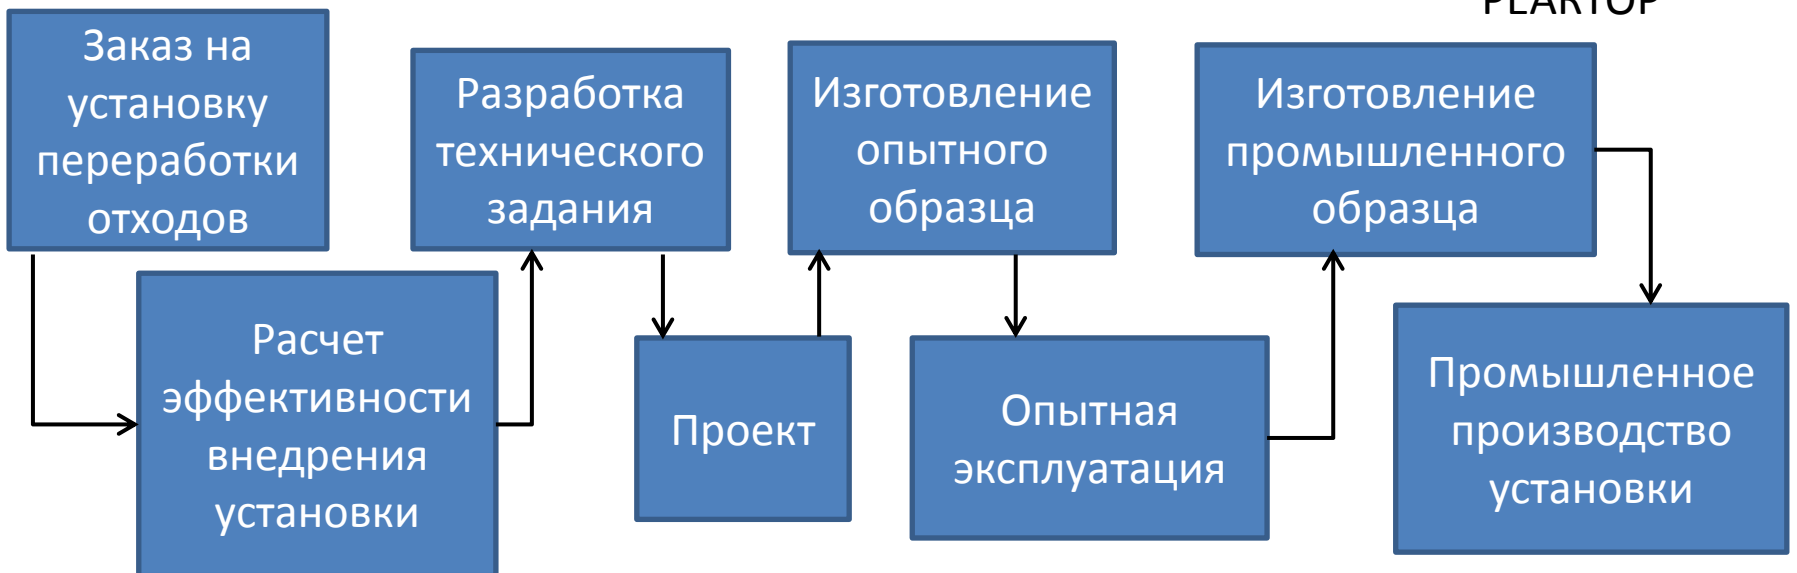 Заказ на
установку
переработки
отходов
Расчет
эффективности
внедрения
установки
Разработка
технического
задания
Проект
Изготовление
опытного
образца
Опытная
эксплуатация
Изготовление
промышленного
образца
Промышленное
производство
установки